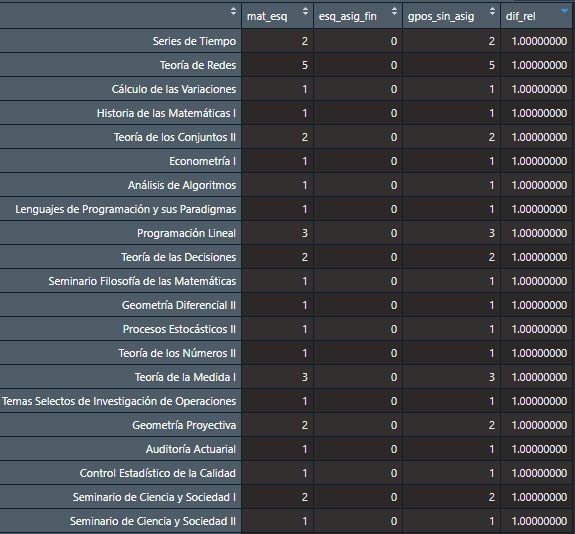 mat_esq esq_asig_fin gpos_sin_asig dif_rel
Series de Tiempo 2 0 2 1.00000000
Teoría de Redes 5 0 5 1.00000000
Cálculo de las Variaciones 1 0 1 1.00000000
Historia de las Matemáticas I 1 0 1 1.00000000
Teoría de los Conjuntos II 2 0 2 1.00000000
Econometría I 1 0 1 1.00000000
Análisis de Algoritmos 1 0 1 1.00000000
Lenguajes de Programación y sus Paradigmas 1 0 1 1.00000000
Programación Lineal 3 0 3 1.00000000
Teoría de las Decisiones 2 0 2 1.00000000
Seminario Filosofía de las Matemáticas 1 0 1 1.00000000
Geometría Diferencial II 1 0 1 1.00000000
Procesos Estocásticos II 1 0 1 1.00000000
Teoría de los Números II 1 0 1 1.00000000
Teoría de la Medida I 3 0 3 1.00000000
Temas Selectos de Investigación de Operaciones 1 0 1 1.00000000
Geometría Proyectiva 2 0 2 1.00000000
Auditoría Actuarial 1 0 1 1.00000000
Control Estadístico de la Calidad 1 0 1 1.00000000
Seminario de Ciencia y Sociedad I 2 0 2 1.00000000
Seminario de Ciencia y Sociedad II 1 0 1 1.00000000